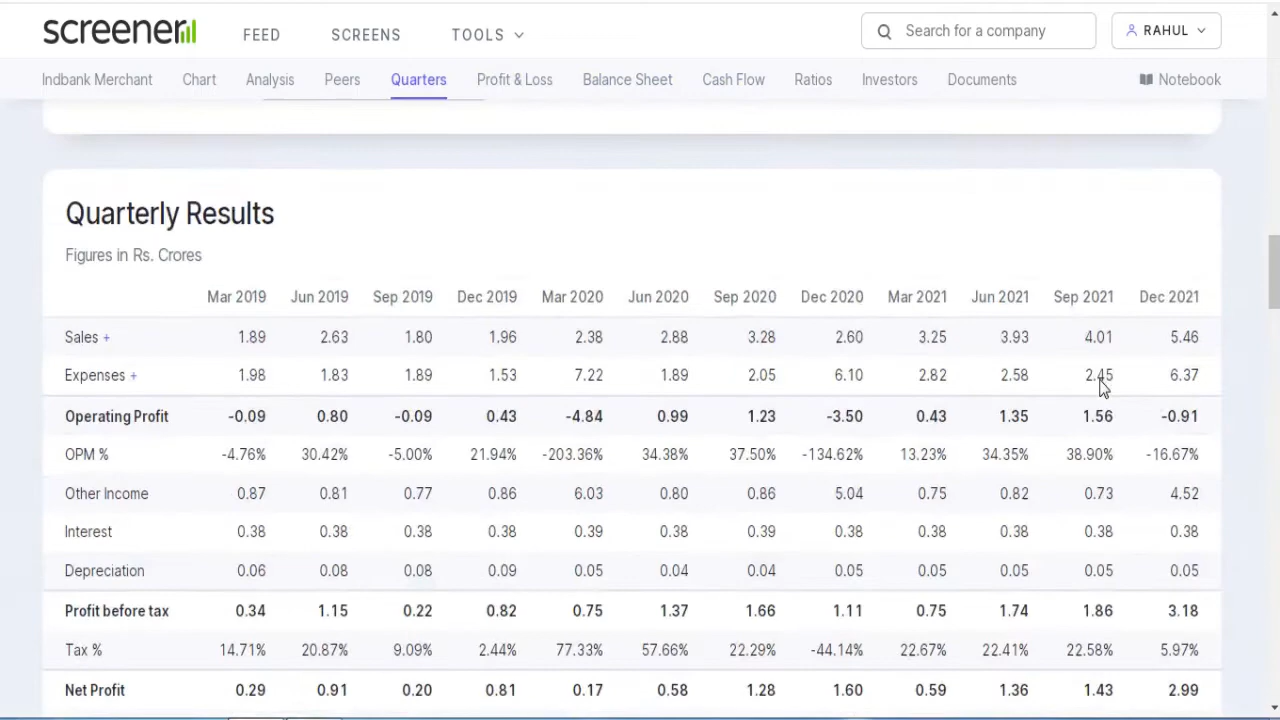 screener FEED SCREENS TOOLS Search for a company RAHUL
Indbank Merchant Chart Analysis Peers Quarters Profit & Loss Balance Sheet Cash Flow Ratios Investors Documents Notebook
Quarterly Results
Figures in Rs. Crores
Mar 2019 Jun 2019 Sep 2019 Dec 2019 Mar 2020 Jun 2020 Sep 2020 Dec 2020 Mar 2021 Jun 2021 Sep 2021 Dec 2021
Sales + 1.89 2.63 1.80 1.96 2.38 2.88 3.28 2.60 3.25 3.93 4.01 5.46
Expenses + 1.98 1.83 1.89 1.53 7.22 1.89 2.05 6.10 2.82 2.58 2.45 6.37
Operating Profit -0.09 0.80 -0.09 0.43 -4.84 0.99 1.23 -3.50 0.43 1.35 1.56 -0.91
OPM % -4.76% 30.42% -5.00% 21.94% -203.36% 34.38% 37.50% -134.62% 13.23% 34.35% 38.90% -16.67%
Other Income 0.87 0.81 0.77 0.86 6.03 0.80 0.86 5.04 0.75 0.82 0.73 4.52
Interest 0.38 0.38 0.38 0.38 0.39 0.38 0.39 0.38 0.38 0.38 0.38 0.38
Depreciation 0.06 0.08 0.08 0.09 0.05 0.04 0.04 0.05 0.05 0.05 0.05 0.05
Profit before tax 0.34 1.15 0.22 0.82 0.75 1.37 1.66 1.11 0.75 1.74 1.86 3.18
Tax % 14.71% 20.87% 9.09% 2.44% 77.33% 57.66% 22.29% -44.14% 22.67% 22.41% 22.58% 5.97%
Net Profit 0.29 0.91 0.20 0.81 0.17 0.58 1.28 1.60 0.59 1.36 1.43 2.99